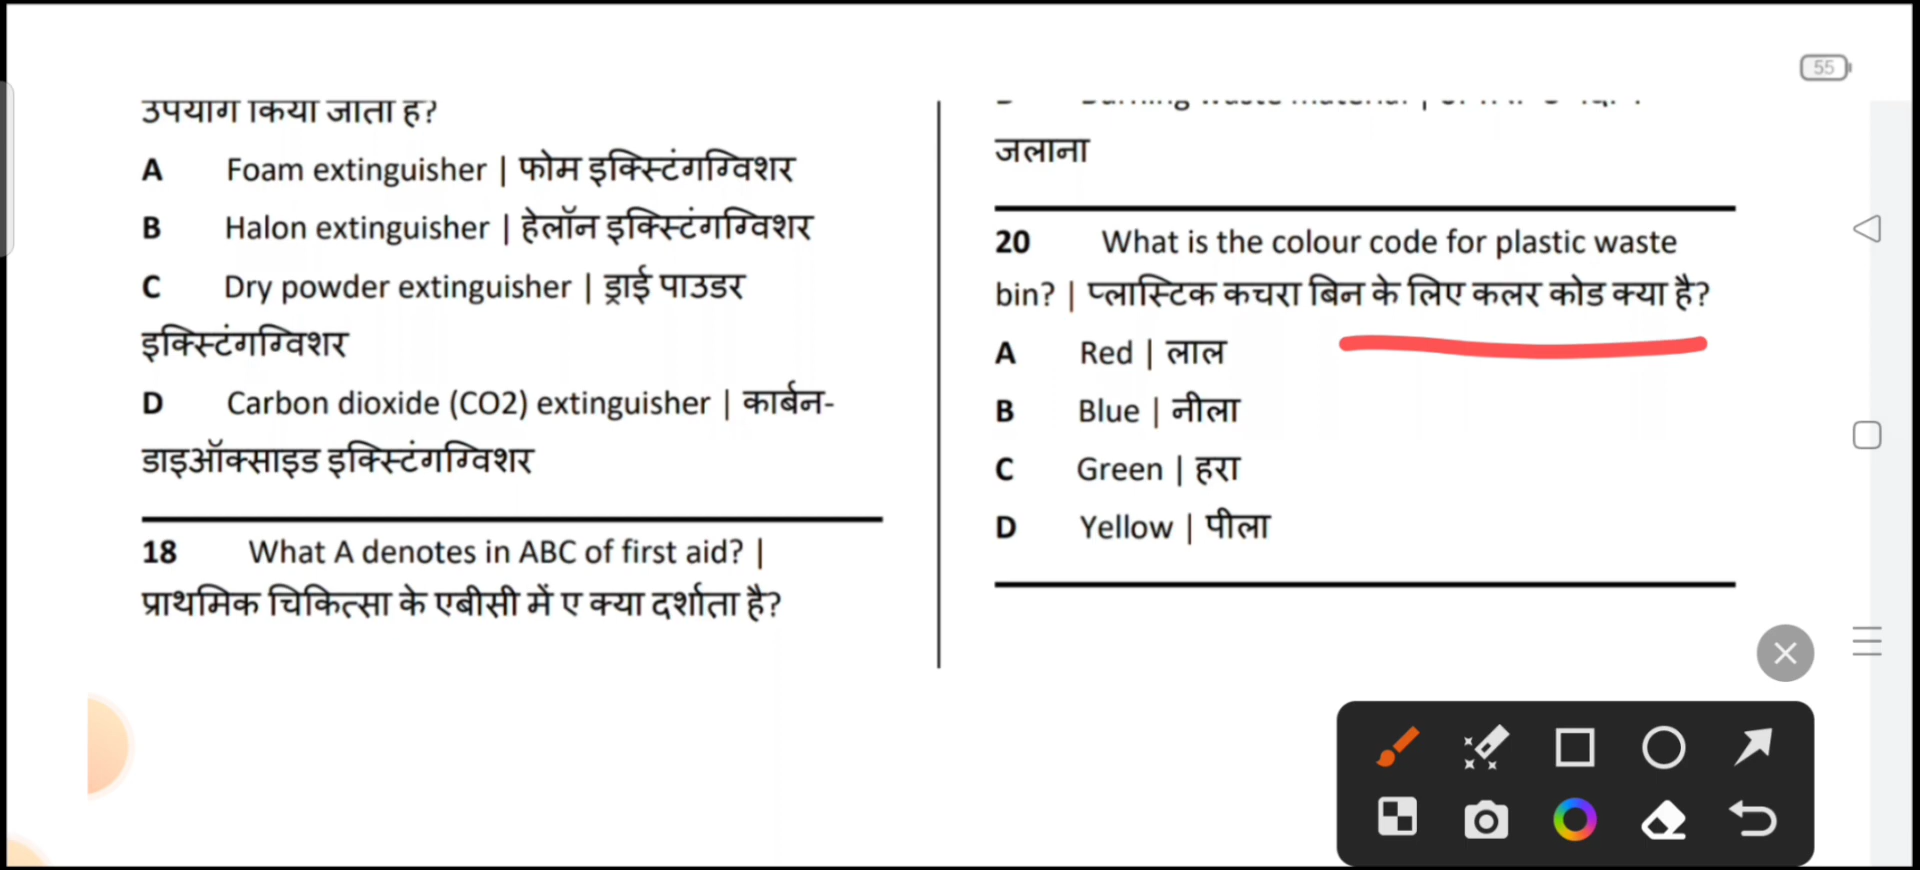 उपयोग किया जाता है?
A Foam extinguisher | फोम इक्स्टिंगग्विशर
B Halon extinguisher | हेलॉन इक्स्टिंगग्विशर
C Dry powder extinguisher | ड्राई पाउडर
इक्स्टिंगग्विशर
D Carbon dioxide (CO2) extinguisher | कार्बन-
डाइऑक्साइड इक्स्टिंगग्विशर
18 What A denotes in ABC of first aid? |
प्राथमिक चिकित्सा के एबीसी में ए क्या दर्शाता है?
जलाना
20 What is the colour code for plastic waste
bin? | प्लास्टिक कचरा बिन के लिए कलर कोड क्या है?
A Red | लाल
B Blue | नीला
C Green | हरा
D Yellow | पीला
55